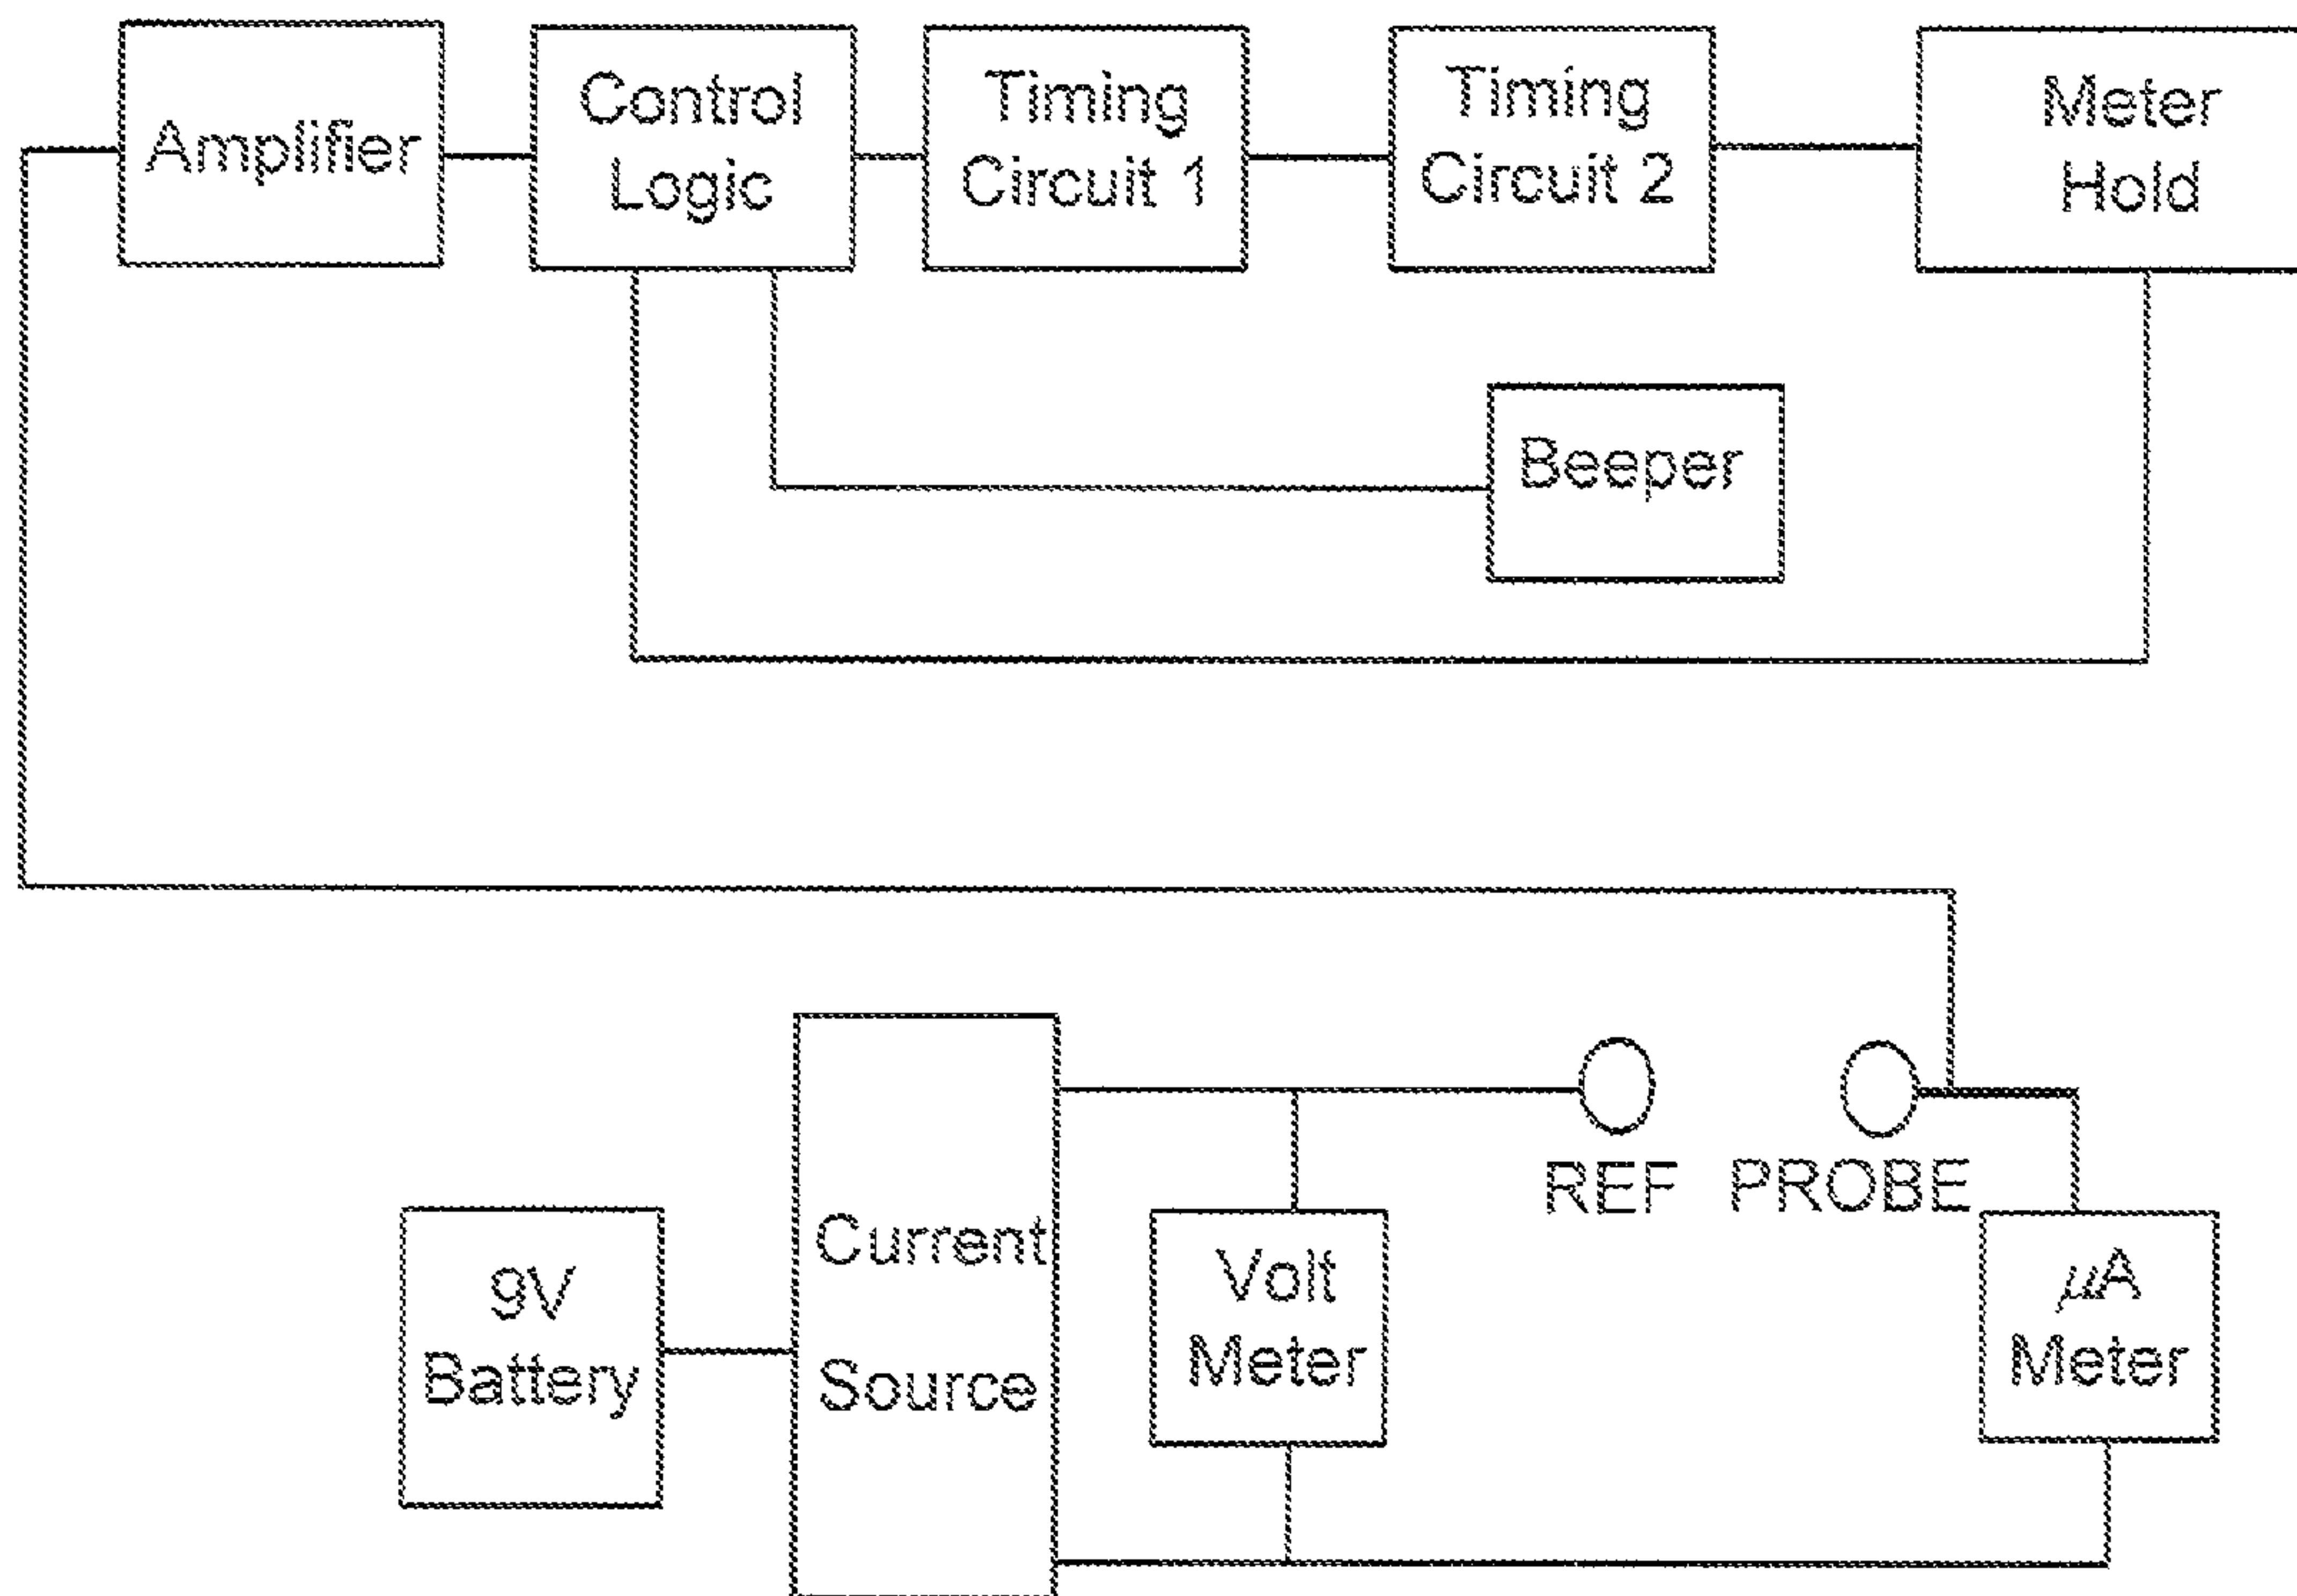 Amplifier
Control
Logic
Timing
Circuit 1
Timing
Circuit 2
Meter
Hold
Beeper
REF
PROBE
9V
Battery
Current
Source
Volt
Meter
μA
Meter